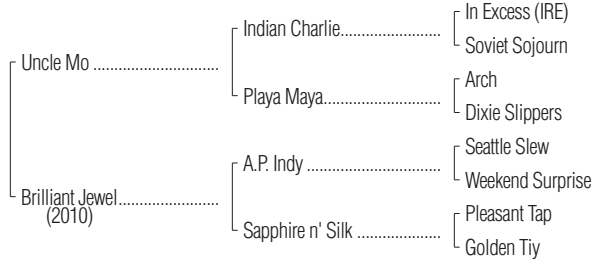 In Excess (IRE)
Indian Charlie
Soviet Sojourn
Uncle Mo
Arch
Playa Maya
Dixie Slippers
Seattle Slew
A.P. Indy
Weekend Surprise
Brilliant Jewel
(2010)
Pleasant Tap
Sapphire n' Silk
Golden Tiy